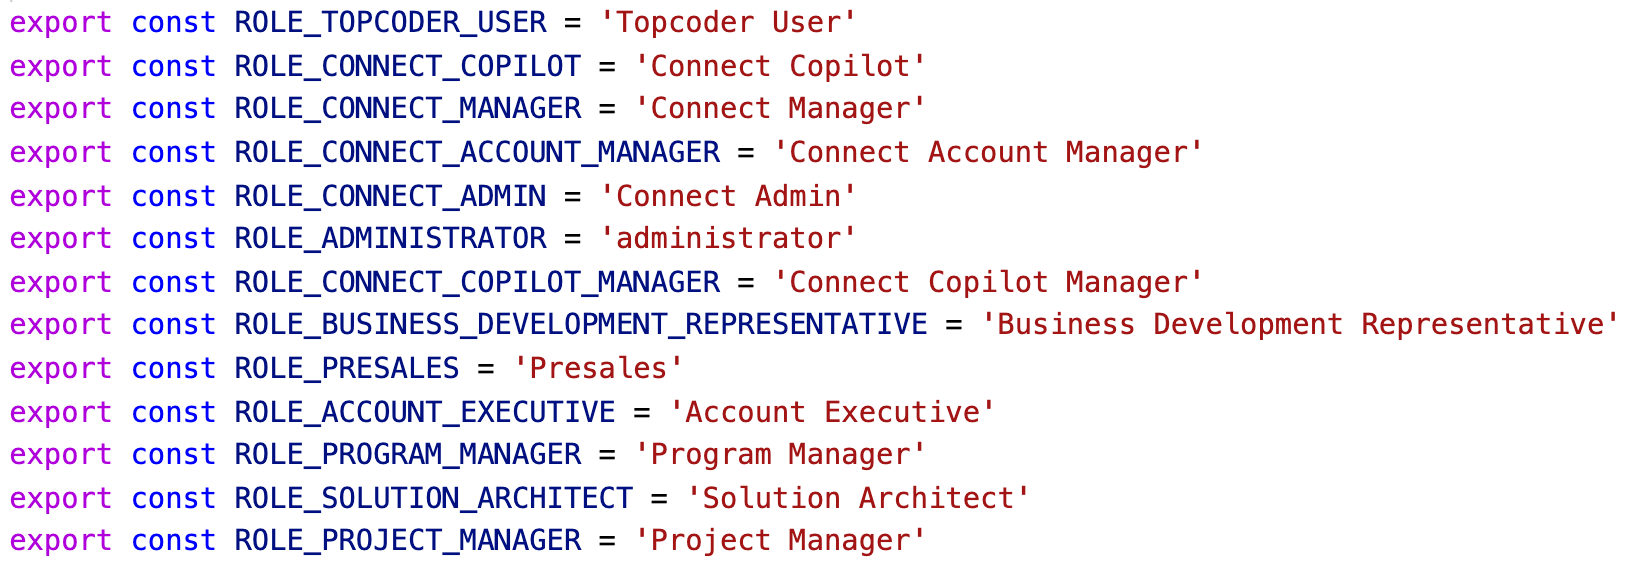 export const ROLE_TOPCODER_USER = 'Topcoder User'
export const ROLE_CONNECT_COPILOT = 'Connect Copilot'
export const ROLE_CONNECT_MANAGER = 'Connect Manager'
export const ROLE_CONNECT_ACCOUNT_MANAGER = 'Connect Account Manager'
export const ROLE_CONNECT_ADMIN = 'Connect Admin'
export const ROLE_ADMINISTRATOR = 'administrator'
export const ROLE_CONNECT_COPILOT_MANAGER = 'Connect Copilot Manager'
export const ROLE_BUSINESS_DEVELOPMENT_REPRESENTATIVE = 'Business Development Representative'
export const ROLE_PRESALES = 'Presales'
export const ROLE_ACCOUNT_EXECUTIVE = 'Account Executive'
export const ROLE_PROGRAM_MANAGER = 'Program Manager'
export const ROLE_SOLUTION_ARCHITECT = 'Solution Architect'
export const ROLE_PROJECT_MANAGER = 'Project Manager'